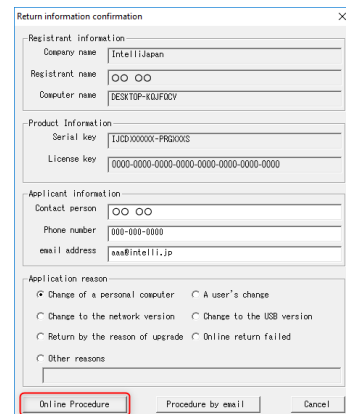 Return information confirmation
Registrant information
Company name IntelliJapan
Registrant name ○○ ○○
Computer name DESKTOP-KOJFOCV
Product Information
Serial key IJCDXXXXXX-PRGXXXS
License key 0000-0000-0000-0000-0000-0000-0000-0000
Applicant information
Contact person ○○ ○○
Phone number 000-000-0000
email address aaa@intelli.jp
Application reason
Change of a personal computer A user's change
Change to the network version Change to the USB version
Return by the reason of upgrade Online return failed
Other reasons
Online Procedure Procedure by email Cancel